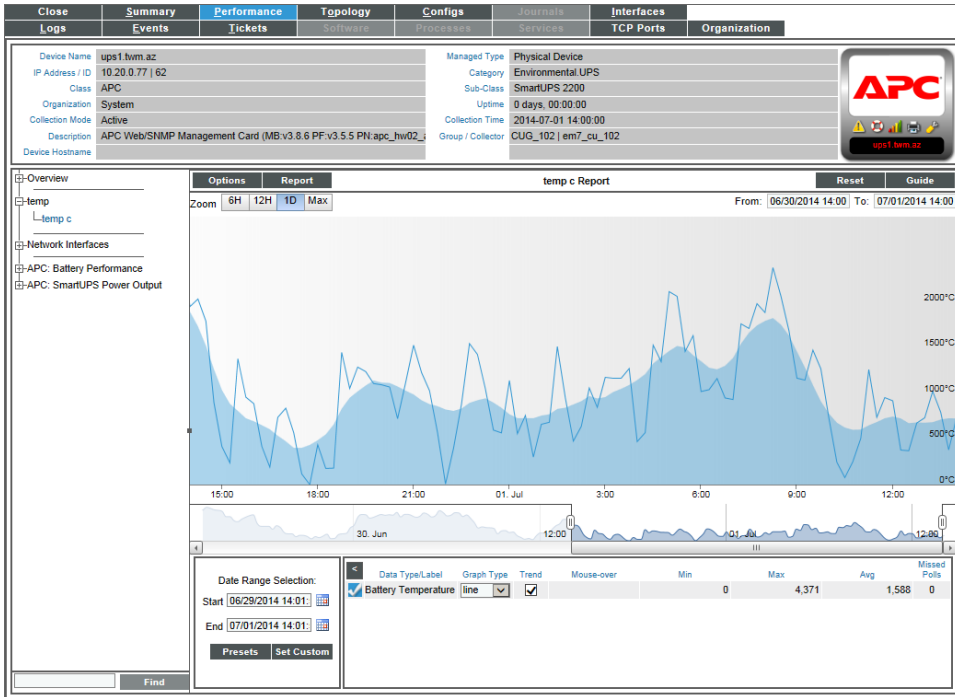 Close Summary Performance Topology Configs Journals Interfaces
Logs Events Tickets Software Processes Services TCP Ports Organization
Device Name ups1.twm.az Managed Type Physical Device
IP Address / ID 10.20.0.77 | 62 Category Environmental.UPS
Class APC Sub-Class SmartUPS 2200
Organization System Uptime 0 days, 00:00:00
Collection Mode Active Collection Time 2014-07-01 14:00:00
Description APC Web/SNMP Management Card (MB:v3.8.6 PF:v3.5.5 PN:apc_hw02_a Group / Collector CUG_102 | em7_cu_102
Device Hostname
APC
ups1.twm.az
Overview
temp
temp c
Network Interfaces
APC: Battery Performance
APC: SmartUPS Power Output
Find
Options Report temp c Report Reset Guide
Zoom 6H 12H 1D Max From: 06/30/2014 14:00 To: 07/01/2014 14:00
2000°C
1500°C
1000°C
500°C
0°C
15:00 18:00 21:00 01. Jul 3:00 6:00 9:00 12:00
30. Jun 12:00 01. Jul 12:00
Date Range Selection:
Start 06/29/2014 14:01:
End 07/01/2014 14:01:
Presets Set Custom
< Data Type/Label Graph Type Trend Mouse-over Min Max Avg Missed Polls
Battery Temperature line 0 4,371 1,588 0